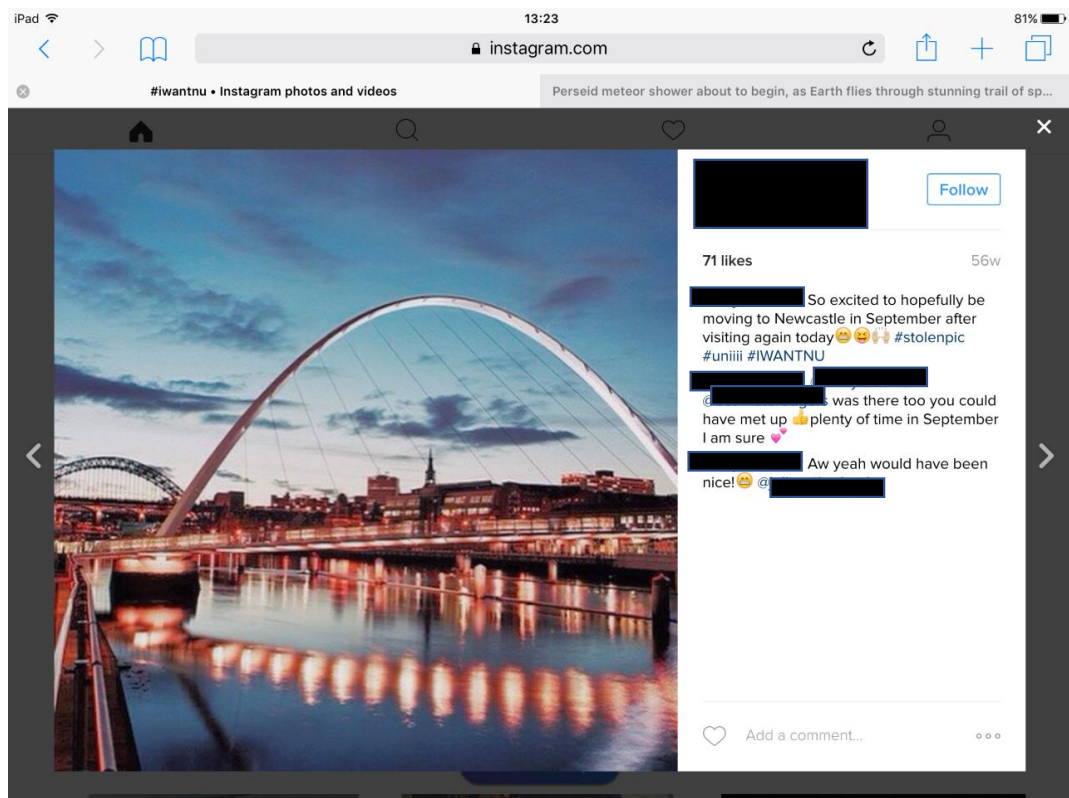 iPad 13:23 81%
instagram.com
#iwantnu • Instagram photos and videos
Perseid meteor shower about to begin, as Earth flies through stunning trail of sp...
Follow
71 likes 56w
So excited to hopefully be
moving to Newcastle in September after
visiting again today😁😝🙌🏼 #stolenpic
#uniiii #IWANTNU
@ s was there too you could
have met up 👍plenty of time in September
I am sure 💕
Aw yeah would have been
nice!😁 @
Add a comment...